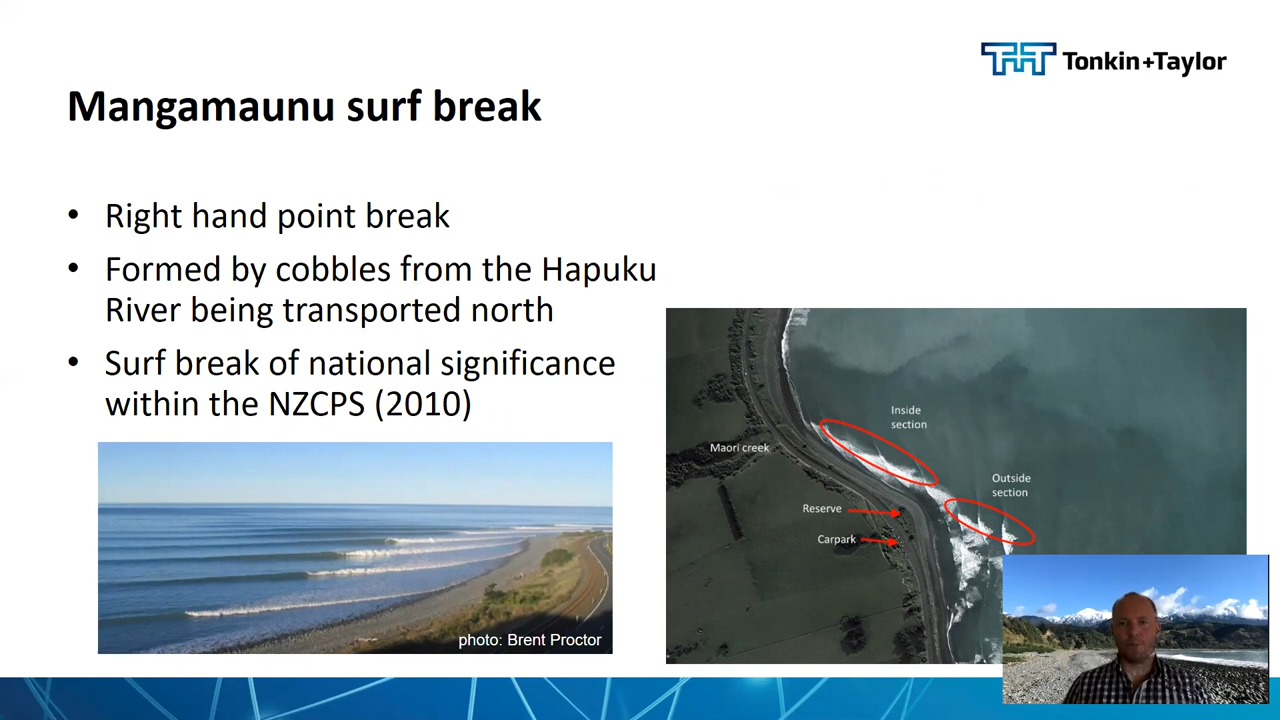 Tonkin+Taylor
Mangamaunu surf break
• Right hand point break
• Formed by cobbles from the Hapuku
River being transported north
• Surf break of national significance
within the NZCPS (2010)
photo: Brent Proctor
Inside
section
Maori creek
Outside
section
Reserve
Carpark